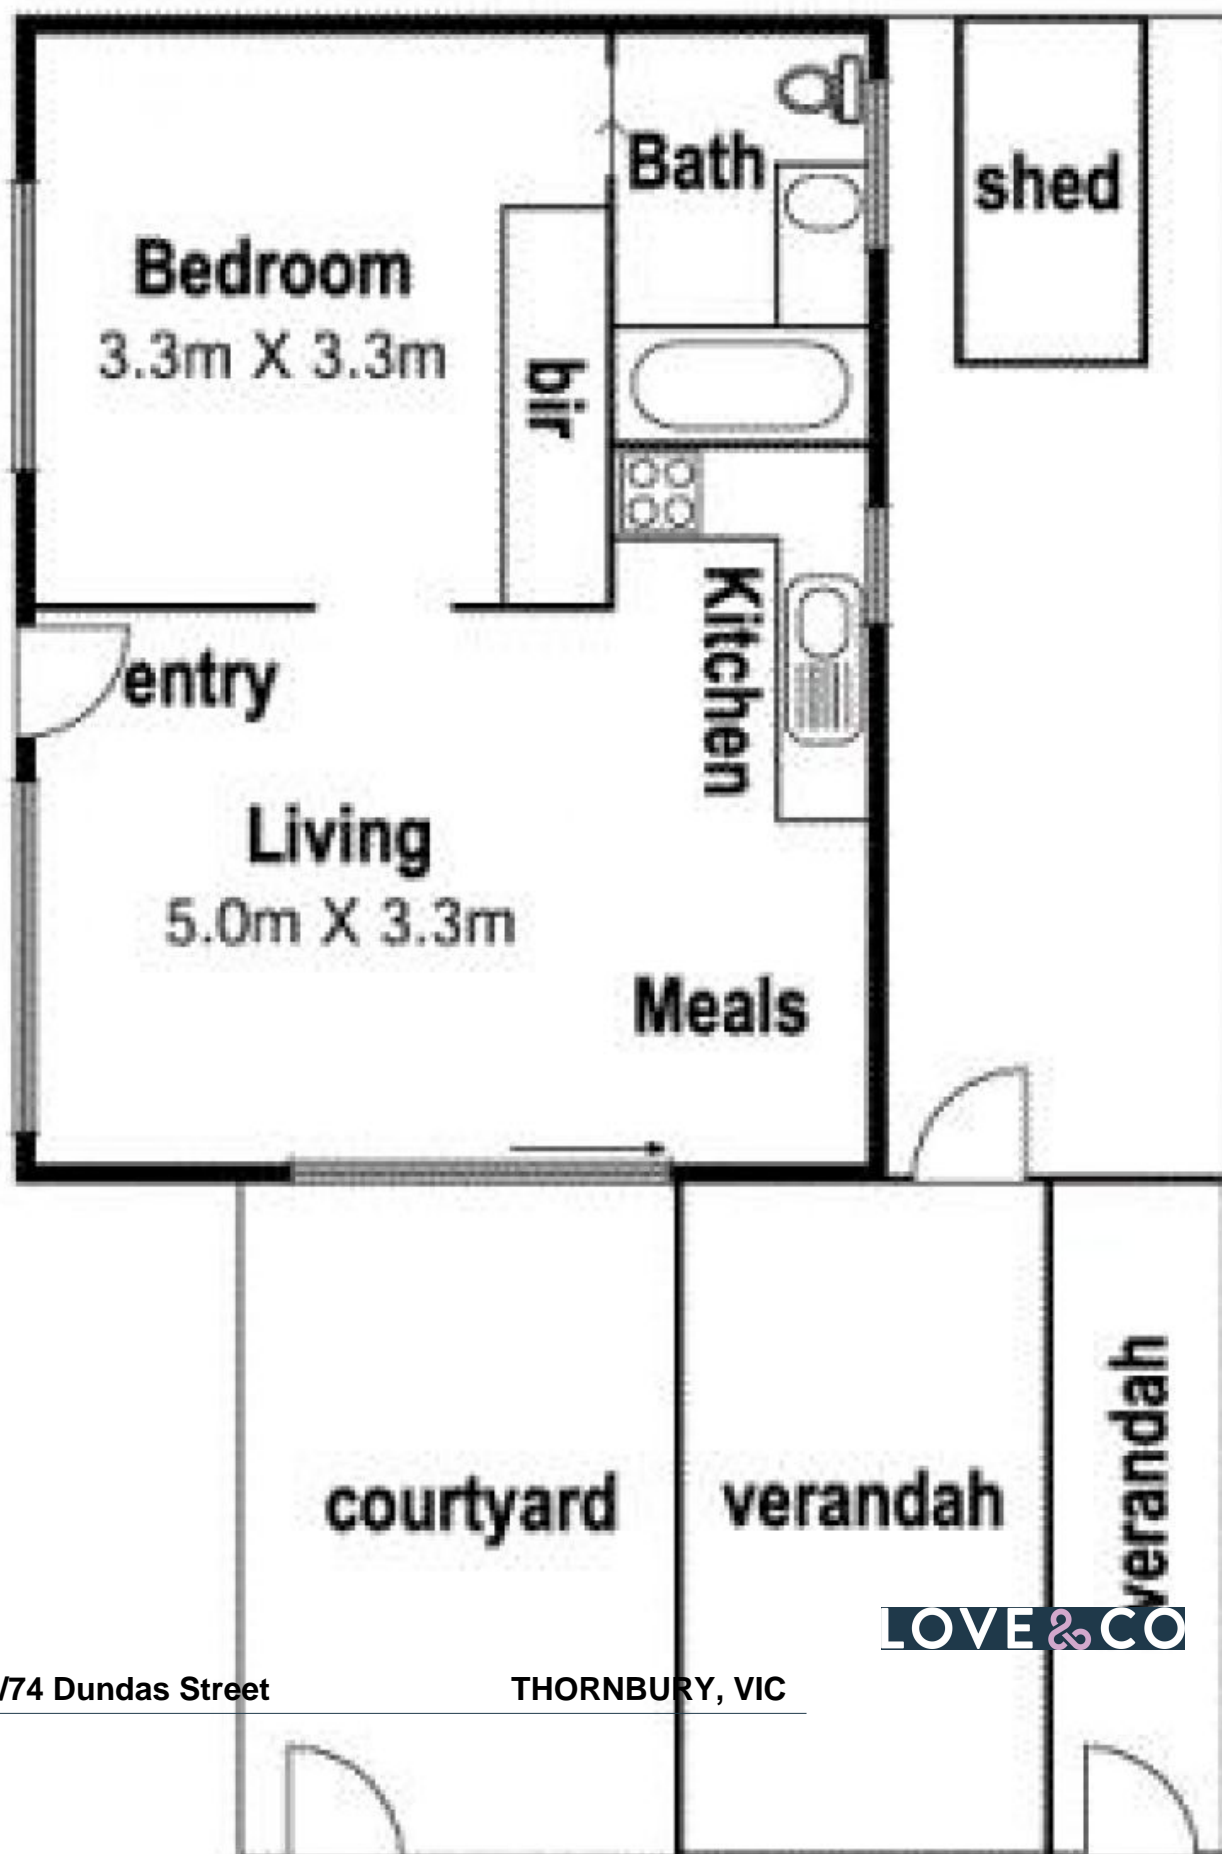 Bath
shed
Bedroom
3.3m X 3.3m
bir
Kitchen
entry
Living
5.0m X 3.3m
Meals
courtyard
verandah
verandah
LOVE & CO
/74 Dundas Street
THORNBURY, VIC